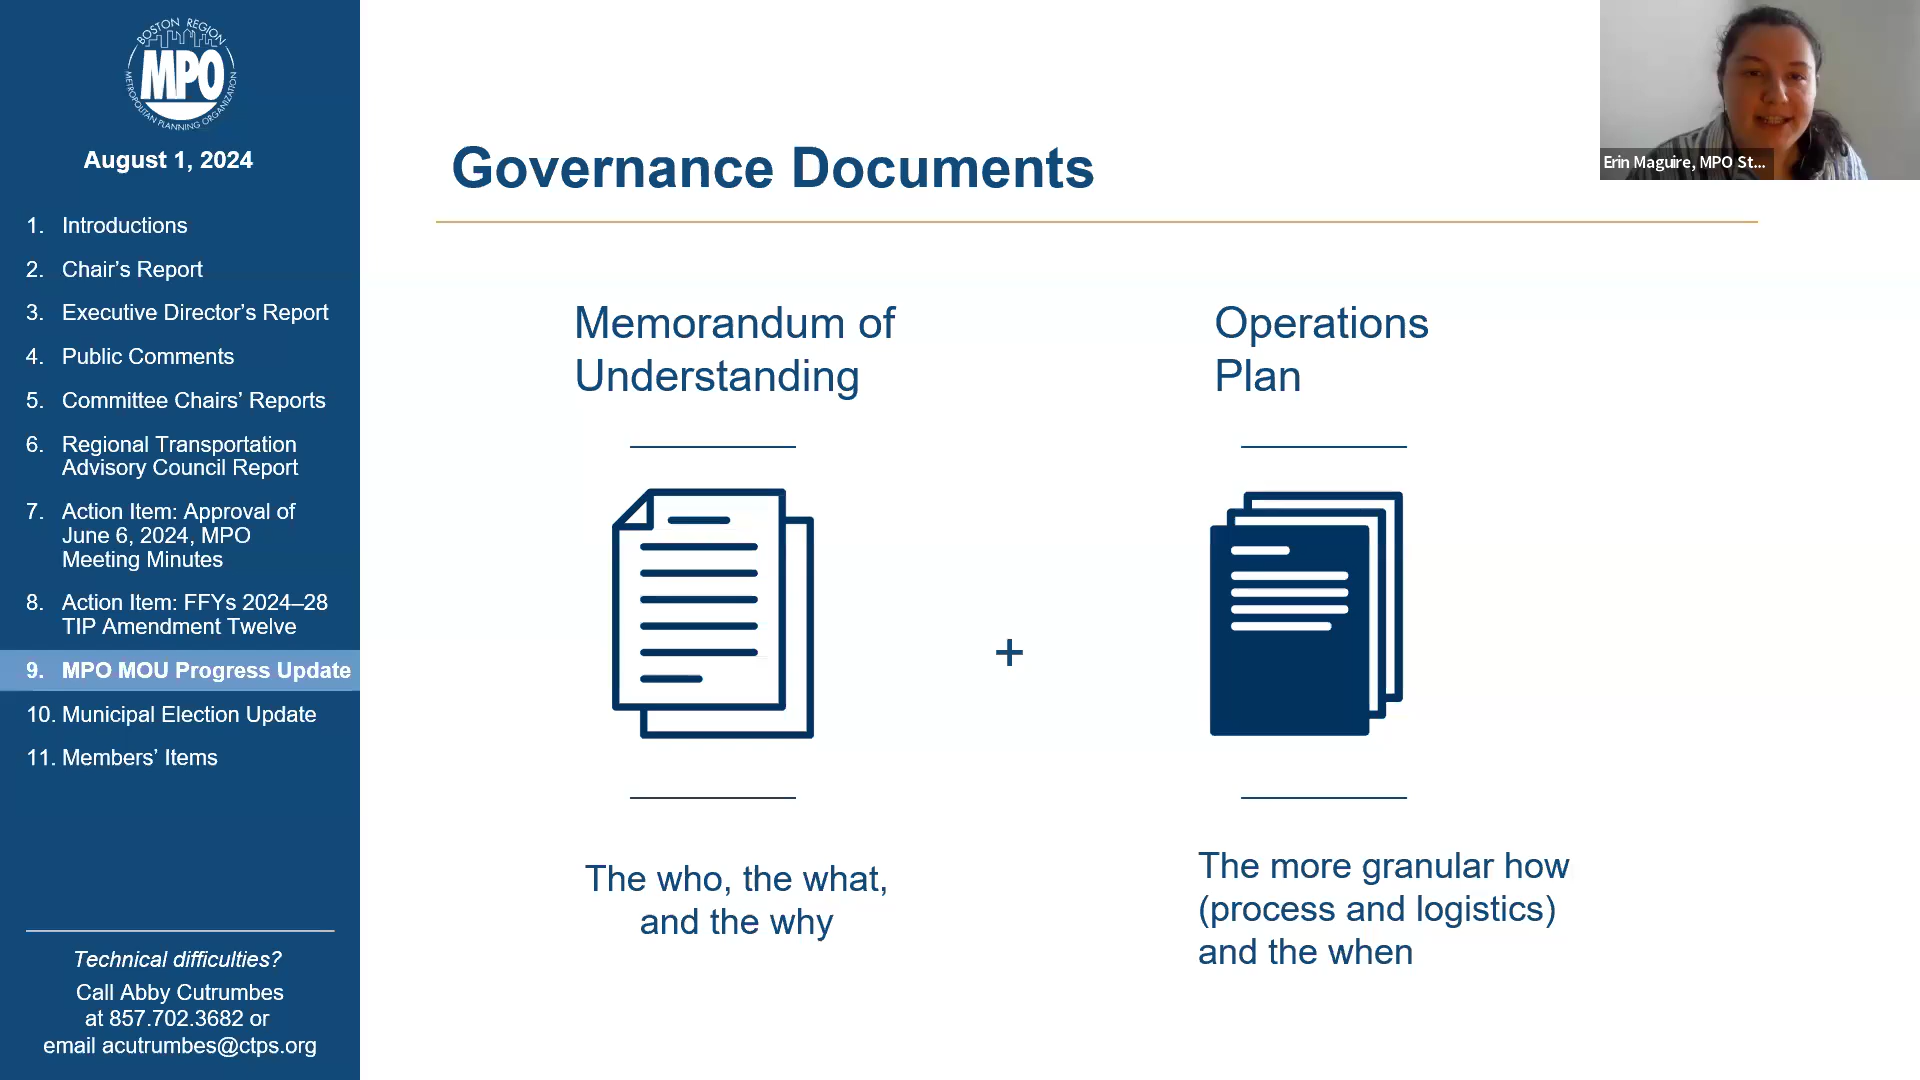 BOSTON REGION
MPO
METROPOLITAN PLANNING ORGANIZATION
August 1, 2024
1. Introductions
2. Chair’s Report
3. Executive Director’s Report
4. Public Comments
5. Committee Chairs’ Reports
6. Regional Transportation
Advisory Council Report
7. Action Item: Approval of
June 6, 2024, MPO
Meeting Minutes
8. Action Item: FFYs 2024–28
TIP Amendment Twelve
9. MPO MOU Progress Update
10. Municipal Election Update
11. Members’ Items
Technical difficulties?
Call Abby Cutrumbes
at 857.702.3682 or
email acutrumbes@ctps.org
Governance Documents
Memorandum of
Understanding
The who, the what,
and the why
+
Operations
Plan
The more granular how
(process and logistics)
and the when
Erin Maguire, MPO St...